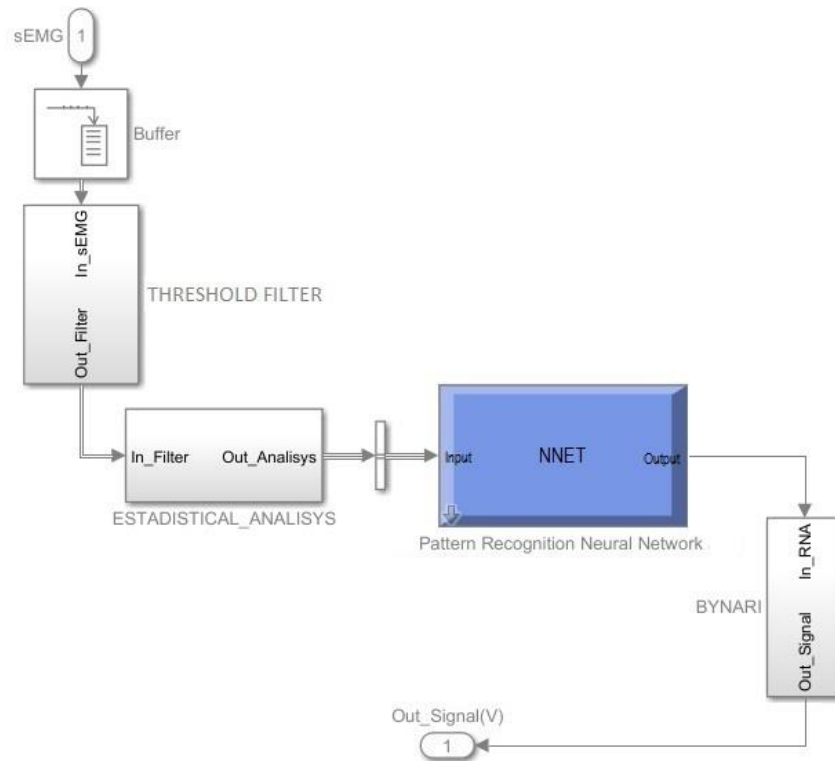 sEMG
1
Buffer
In_sEMG
Out_Filter
THRESHOLD FILTER
In_Filter
Out_Analisys
ESTADISTICAL_ANALISYS
Input
NNET
Output
Pattern Recognition Neural Network
In_RNA
Out_Signal
BYNARI
Out_Signal(V)
1